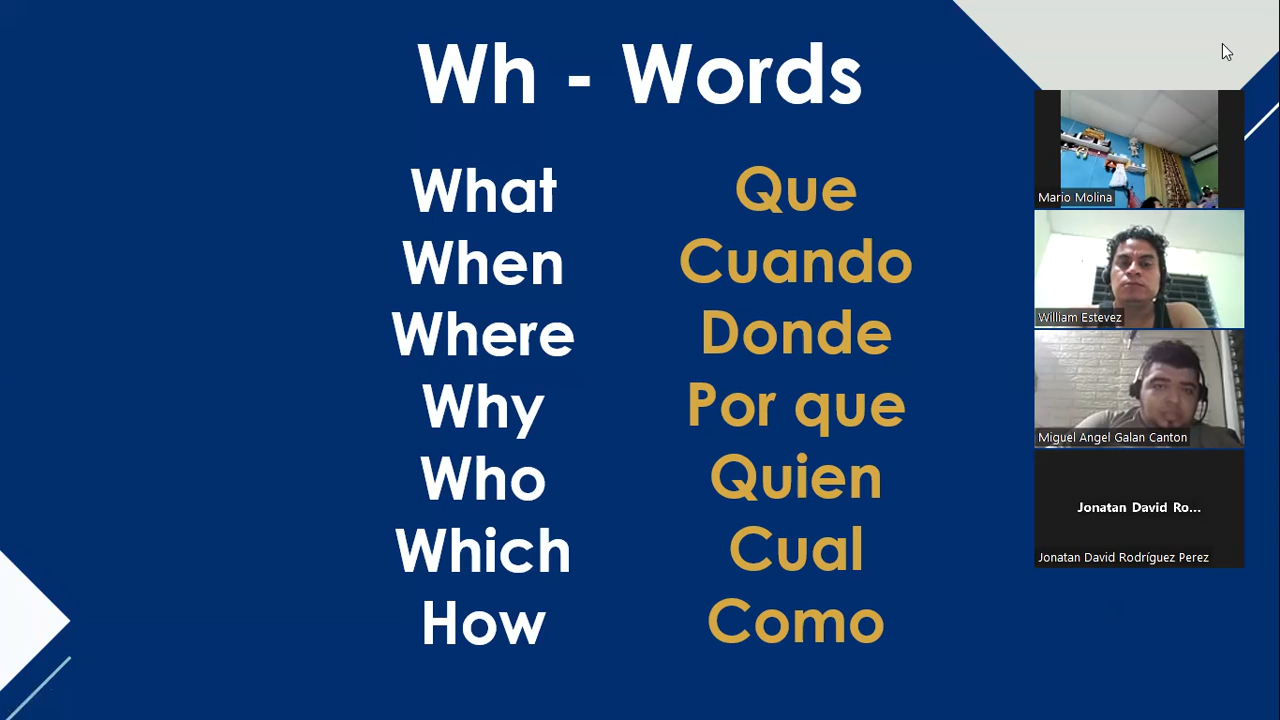 Wh - Words
What Que
When Cuando
Where Donde
Why Por que
Who Quien
Which Cual
How Como
Mario Molina
William Estevez
Miguel Angel Galan Canton
Jonatan David Ro...
Jonatan David Rodríguez Perez